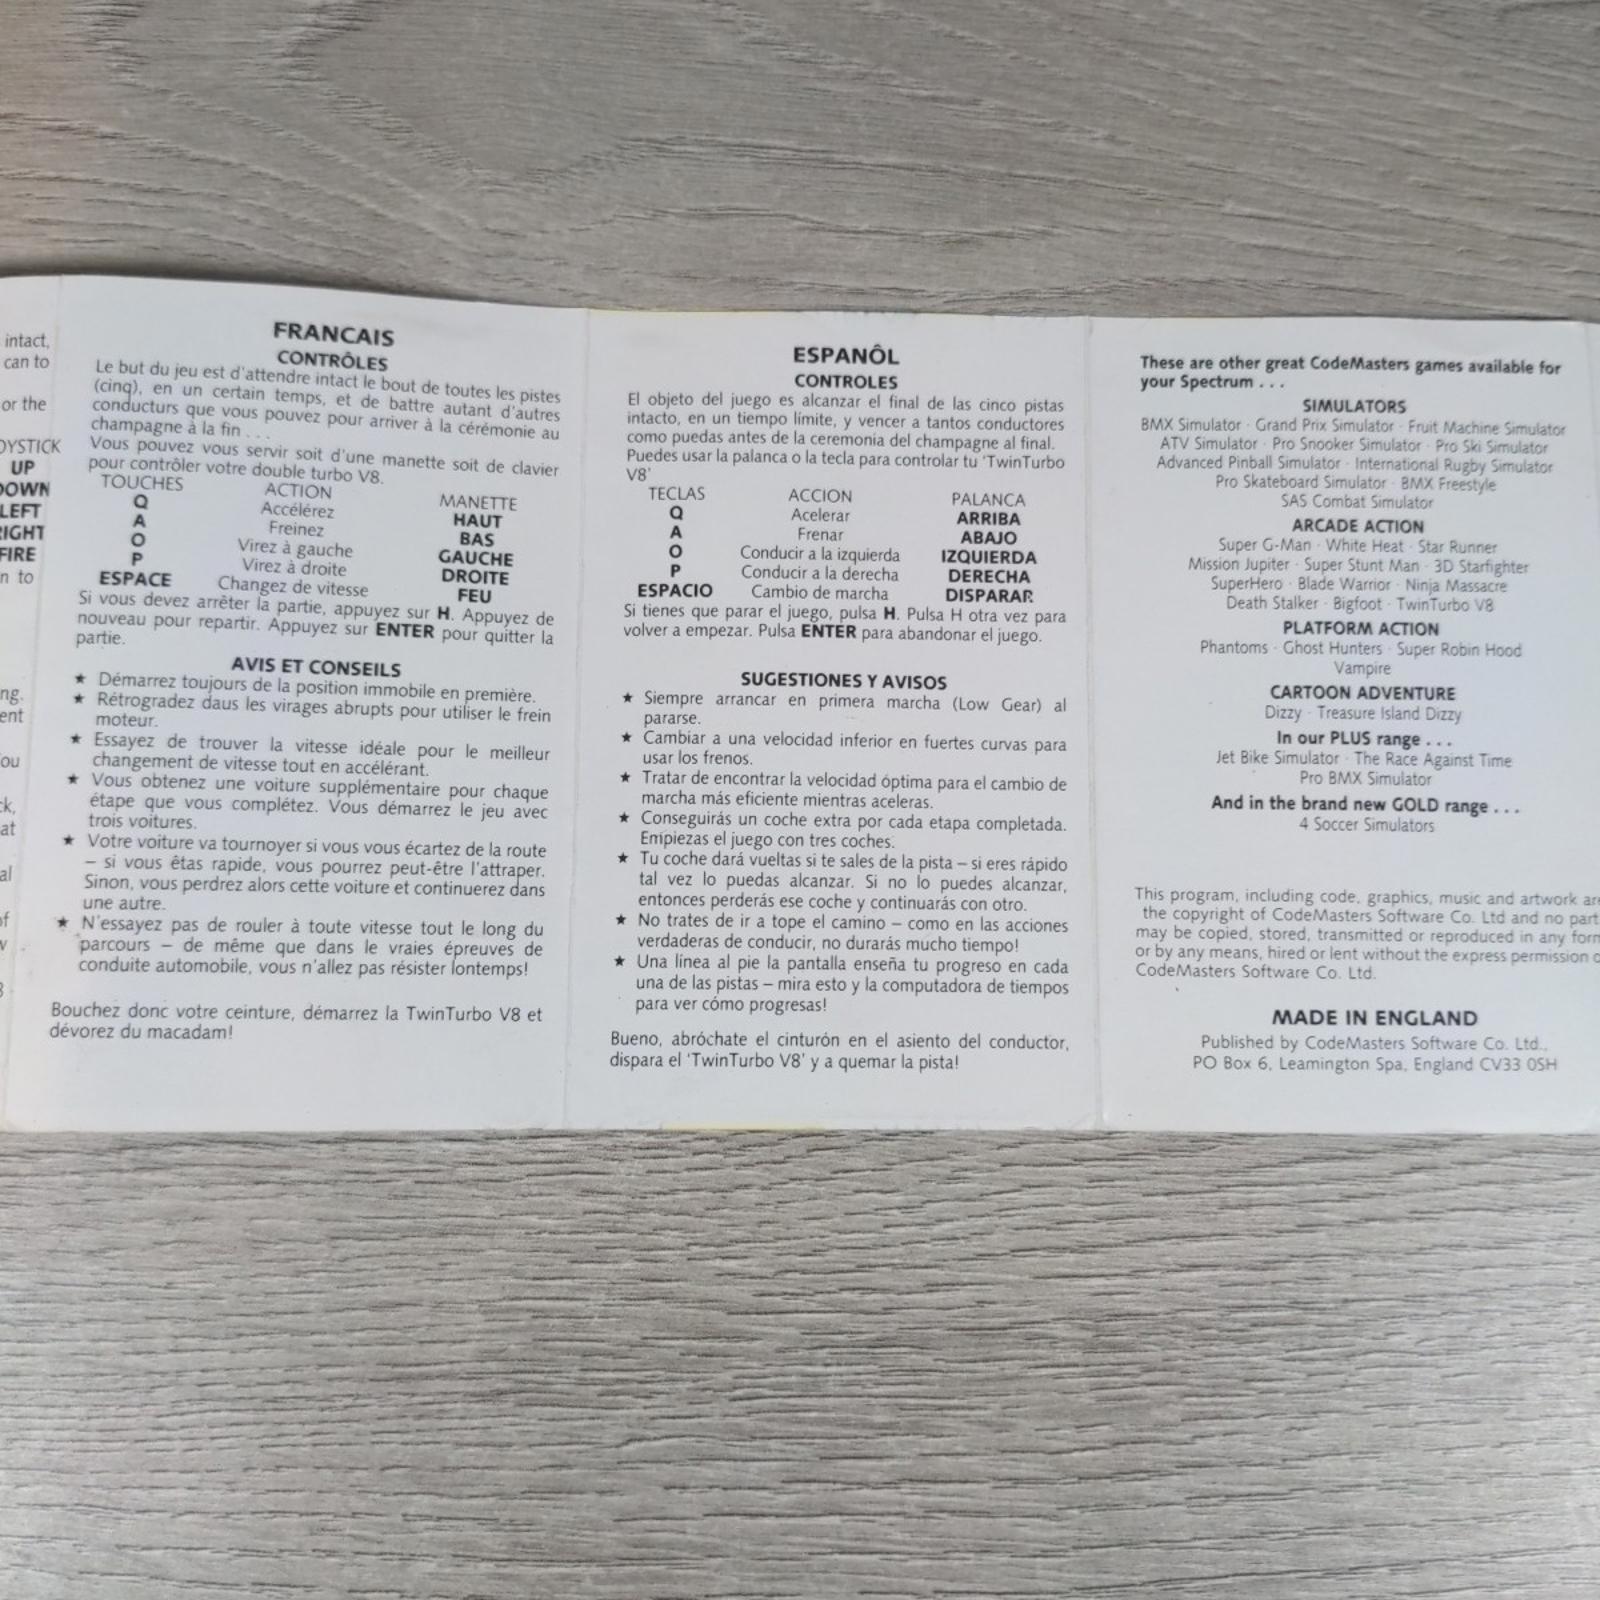 intact,
can to
or the
OYSTICK
UP
DOWN
LEFT
RIGHT
FIRE
n to
ng.
ent
ou
ck,
at
al
of
FRANCAIS
CONTRÔLES
Le but du jeu est d'attendre intact le bout de toutes les pistes
(cinq), en un certain temps, et de battre autant d'autres
conducturs que vous pouvez pour arriver à la cérémonie au
champagne à la fin . . .
Vous pouvez vous servir soit d'une manette soit de clavier
pour contrôler votre double turbo V8.
TOUCHES ACTION MANETTE
Q Accélérez HAUT
A Freinez BAS
O Virez à gauche GAUCHE
P Virez à droite DROITE
ESPACE Changez de vitesse FEU
Si vous devez arrêter la partie, appuyez sur H. Appuyez de
nouveau pour repartir. Appuyez sur ENTER pour quitter la
partie.
AVIS ET CONSEILS
★ Démarrez toujours de la position immobile en première.
★ Rétrogradez daus les virages abrupts pour utiliser le frein
moteur.
★ Essayez de trouver la vitesse idéale pour le meilleur
changement de vitesse tout en accélérant.
★ Vous obtenez une voiture supplémentaire pour chaque
étape que vous complétez. Vous démarrez le jeu avec
trois voitures.
★ Votre voiture va tournoyer si vous vous écartez de la route
– si vous êtas rapide, vous pourrez peut-être l'attraper.
Sinon, vous perdrez alors cette voiture et continuerez dans
une autre.
★ N'essayez pas de rouler à toute vitesse tout le long du
parcours – de même que dans le vraies épreuves de
conduite automobile, vous n'allez pas résister lontemps!
Bouchez donc votre ceinture, démarrez la TwinTurbo V8 et
dévorez du macadam!
ESPANÔL
CONTROLES
El objeto del juego es alcanzar el final de las cinco pistas
intacto, en un tiempo límite, y vencer a tantos conductores
como puedas antes de la ceremonia del champagne al final.
Puedes usar la palanca o la tecla para controlar tu 'TwinTurbo
V8'
TECLAS ACCION PALANCA
Q Acelerar ARRIBA
A Frenar ABAJO
O Conducir a la izquierda IZQUIERDA
P Conducir a la derecha DERECHA
ESPACIO Cambio de marcha DISPARAR
Si tienes que parar el juego, pulsa H. Pulsa H otra vez para
volver a empezar. Pulsa ENTER para abandonar el juego.
SUGESTIONES Y AVISOS
★ Siempre arrancar en primera marcha (Low Gear) al
pararse.
★ Cambiar a una velocidad inferior en fuertes curvas para
usar los frenos.
★ Tratar de encontrar la velocidad óptima para el cambio de
marcha más eficiente mientras aceleras.
★ Conseguirás un coche extra por cada etapa completada.
Empiezas el juego con tres coches.
★ Tu coche dará vueltas si te sales de la pista – si eres rápido
tal vez lo puedas alcanzar. Si no lo puedes alcanzar,
entonces perderás ese coche y continuarás con otro.
★ No trates de ir a tope el camino – como en las acciones
verdaderas de conducir, no durarás mucho tiempo!
★ Una línea al pie la pantalla enseña tu progreso en cada
una de las pistas – mira esto y la computadora de tiempos
para ver cómo progresas!
Bueno, abróchate el cinturón en el asiento del conductor,
dispara el 'TwinTurbo V8' y a quemar la pista!
These are other great CodeMasters games available for
your Spectrum . . .
SIMULATORS
BMX Simulator · Grand Prix Simulator · Fruit Machine Simulator
ATV Simulator · Pro Snooker Simulator · Pro Ski Simulator
Advanced Pinball Simulator · International Rugby Simulator
Pro Skateboard Simulator · BMX Freestyle
SAS Combat Simulator
ARCADE ACTION
Super G-Man · White Heat · Star Runner
Mission Jupiter · Super Stunt Man · 3D Starfighter
SuperHero · Blade Warrior · Ninja Massacre
Death Stalker · Bigfoot · TwinTurbo V8
PLATFORM ACTION
Phantoms · Ghost Hunters · Super Robin Hood
Vampire
CARTOON ADVENTURE
Dizzy · Treasure Island Dizzy
In our PLUS range . . .
Jet Bike Simulator · The Race Against Time
Pro BMX Simulator
And in the brand new GOLD range . . .
4 Soccer Simulators
This program, including code, graphics, music and artwork are
the copyright of CodeMasters Software Co. Ltd and no part
may be copied, stored, transmitted or reproduced in any form
or by any means, hired or lent without the express permission o
CodeMasters Software Co. Ltd.
MADE IN ENGLAND
Published by CodeMasters Software Co. Ltd.,
PO Box 6, Leamington Spa, England CV33 0SH